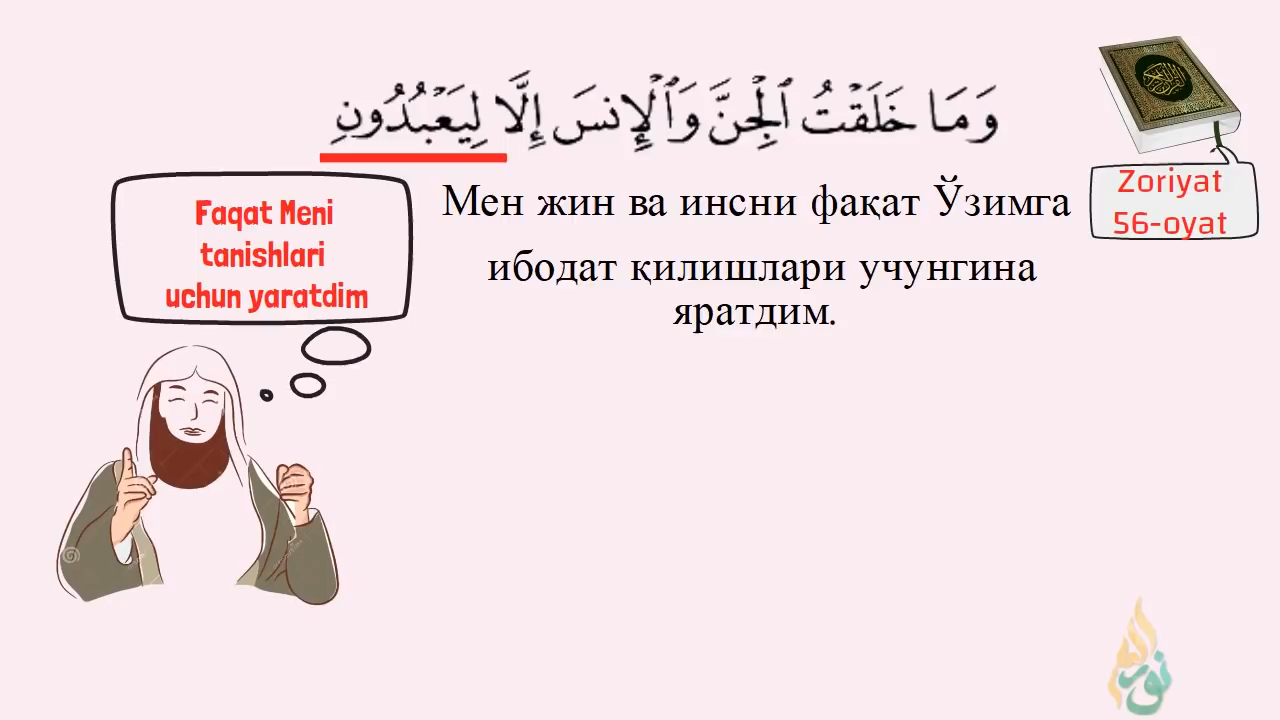 وَمَا خَلَقْتُ ٱلْجِنَّ وَٱلْإِنسَ إِلَّا لِيَعْبُدُونِ
Faqat Meni
tanishlari
uchun yaratdim
Мен жин ва инсни фақат Ўзимга
ибодат қилишлари учунгина
яратдим.
Zoriyat
56-oyat